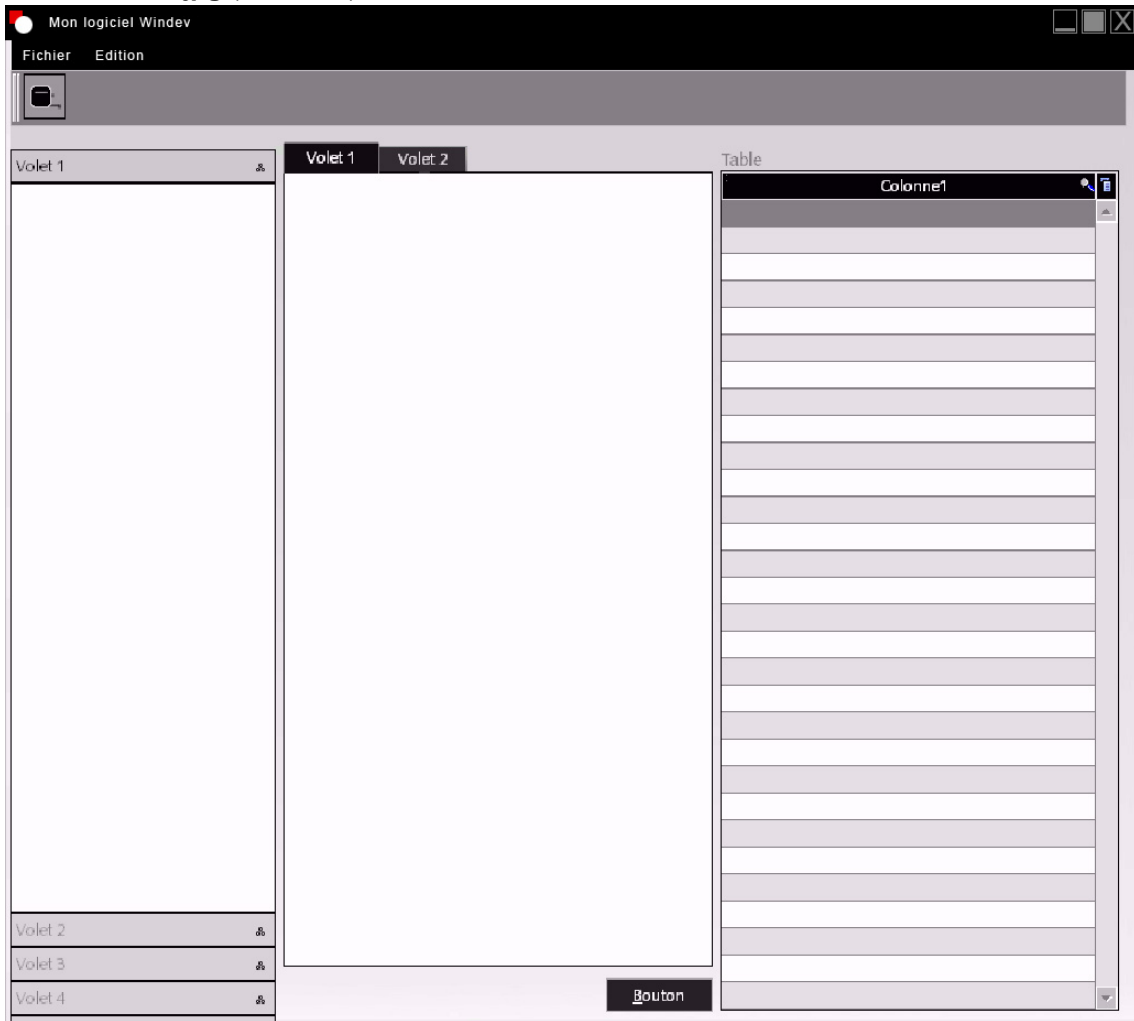 Mon logiciel Windev
Fichier Edition
Volet 1
Volet 1 Volet 2
Table
Colonne1
Volet 2
Volet 3
Volet 4
Bouton